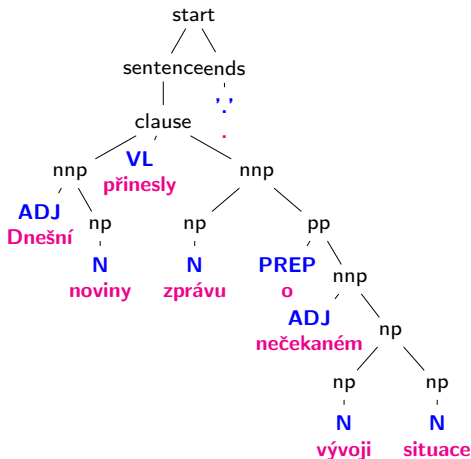 start
sentence ends
','
.
clause
nnp VL nnp
přinesly
ADJ np np pp
Dnešní
N N PREP nnp
noviny zprávu o
ADJ np
nečekaném
np np
N N
vývoji situace